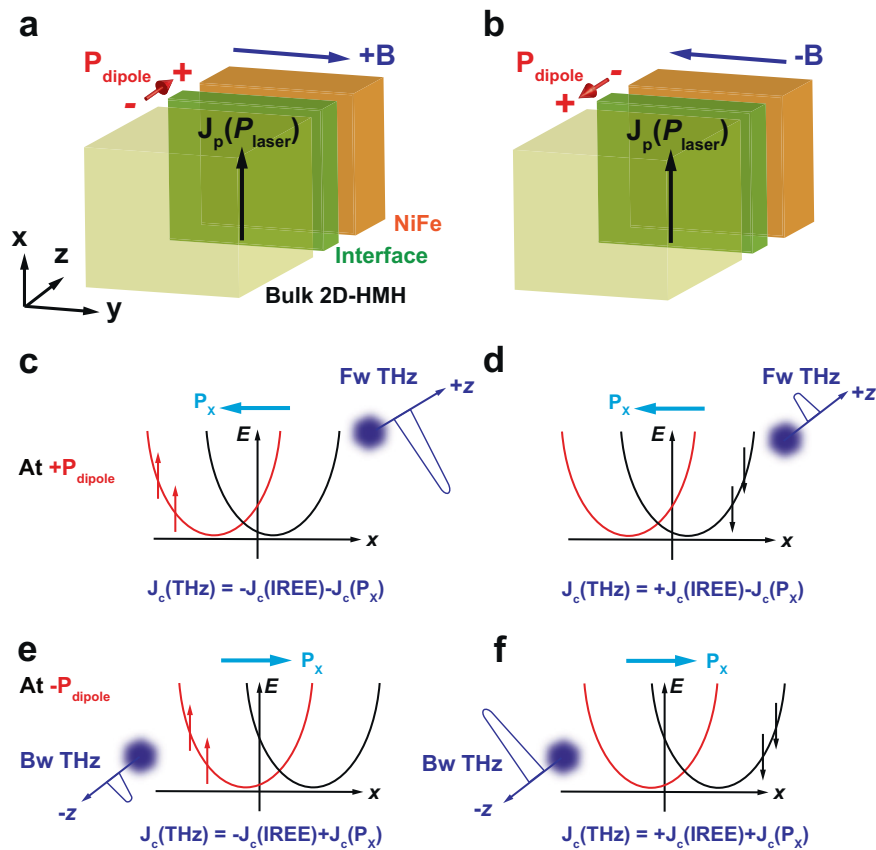 a
+B
P_dipole
+
-
J_p(P_laser)
NiFe
Interface
Bulk 2D-HMH
x
z
y
b
-B
P_dipole
-
+
J_p(P_laser)
c
Fw THz
+z
P_X
E
At +P_dipole
x
J_c(THz) = -J_c(IREE)-J_c(P_X)
d
Fw THz
+z
P_X
E
x
J_c(THz) = +J_c(IREE)-J_c(P_X)
e
P_X
At -P_dipole
E
Bw THz
-z
x
J_c(THz) = -J_c(IREE)+J_c(P_X)
f
P_X
E
Bw THz
-z
x
J_c(THz) = +J_c(IREE)+J_c(P_X)